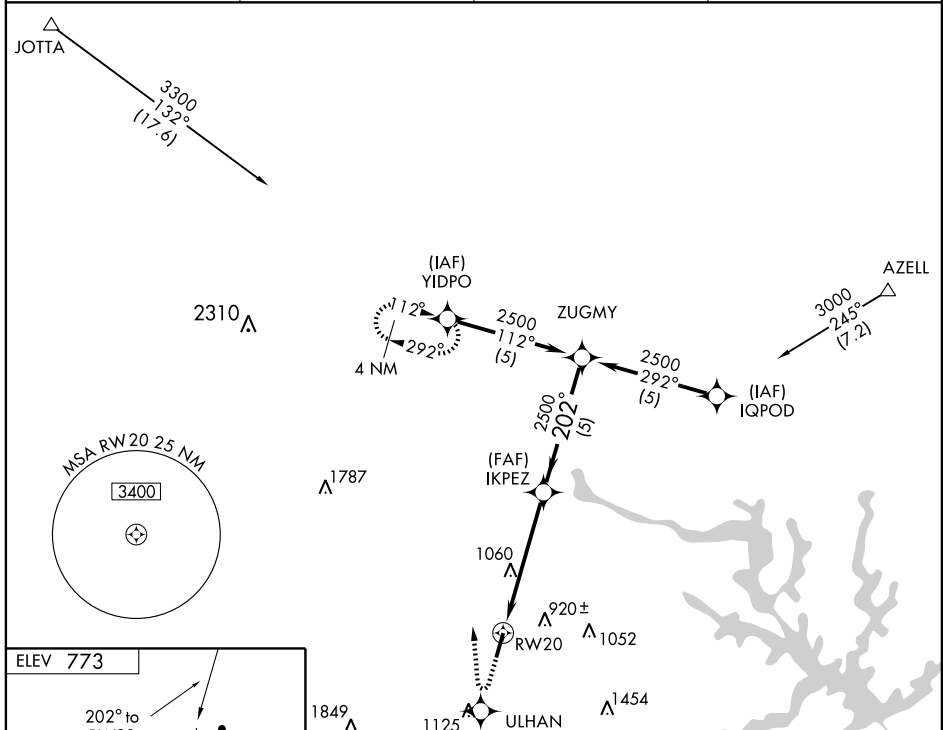 JOTTA
3300
132°
(17.6)
(IAF)
YIDPO
112°
292°
4 NM
2500
112°
(5)
ZUGMY
2500
292°
(5)
(IAF)
IQPOD
AZELL
3000
245°
(7.2)
2310
2500
202°
(5)
(FAF)
IKPEZ
MSA RW 20 25 NM
3400
1787
1060
920±
1052
RW20
ELEV 773
202° to
1849
1125
ULHAN
1454